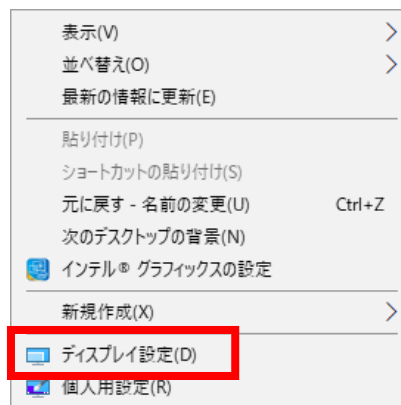 表示(V)
並べ替え(O)
最新の情報に更新(E)
貼り付け(P)
ショートカットの貼り付け(S)
元に戻す - 名前の変更(U) Ctrl+Z
次のデスクトップの背景(N)
インテル® グラフィックスの設定
新規作成(X)
ディスプレイ設定(D)
個人用設定(R)